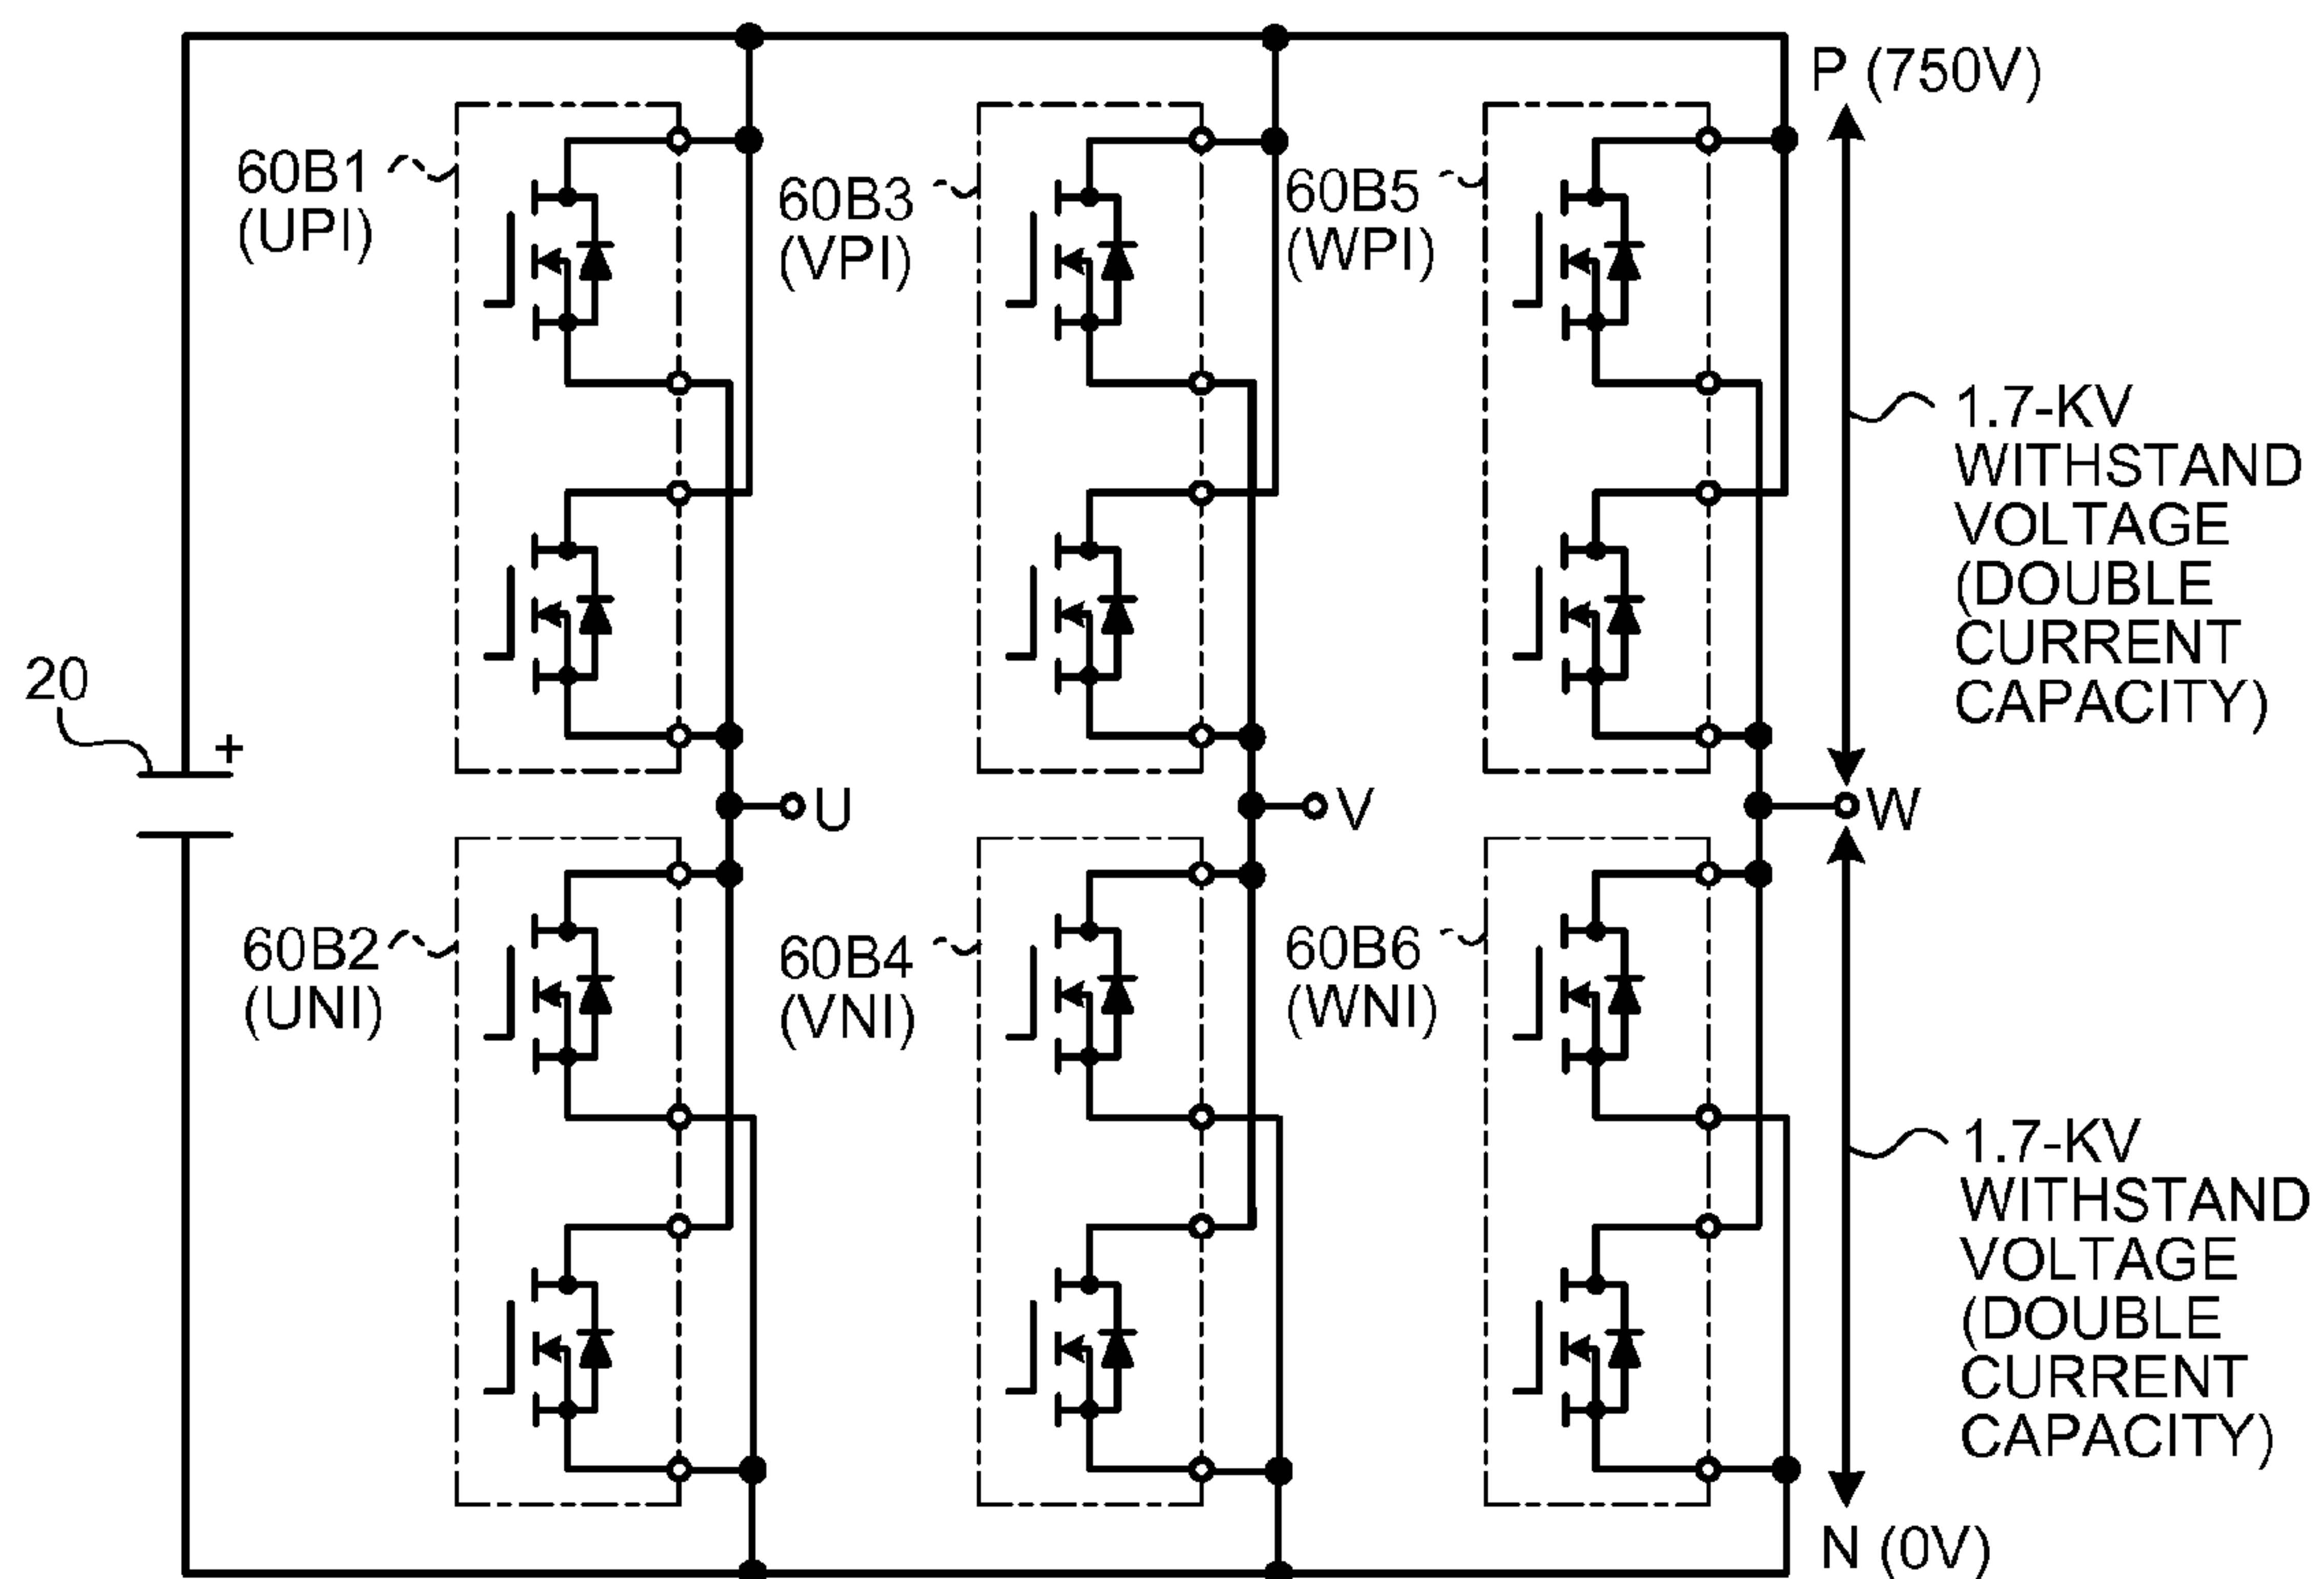 P (750V)
60B1
(UPI)
60B3
(VPI)
60B5
(WPI)
1.7-KV
WITHSTAND
VOLTAGE
(DOUBLE
CURRENT
CAPACITY)
20
+
U
V
W
60B2
(UNI)
60B4
(VNI)
60B6
(WNI)
1.7-KV
WITHSTAND
VOLTAGE
(DOUBLE
CURRENT
CAPACITY)
N (0V)